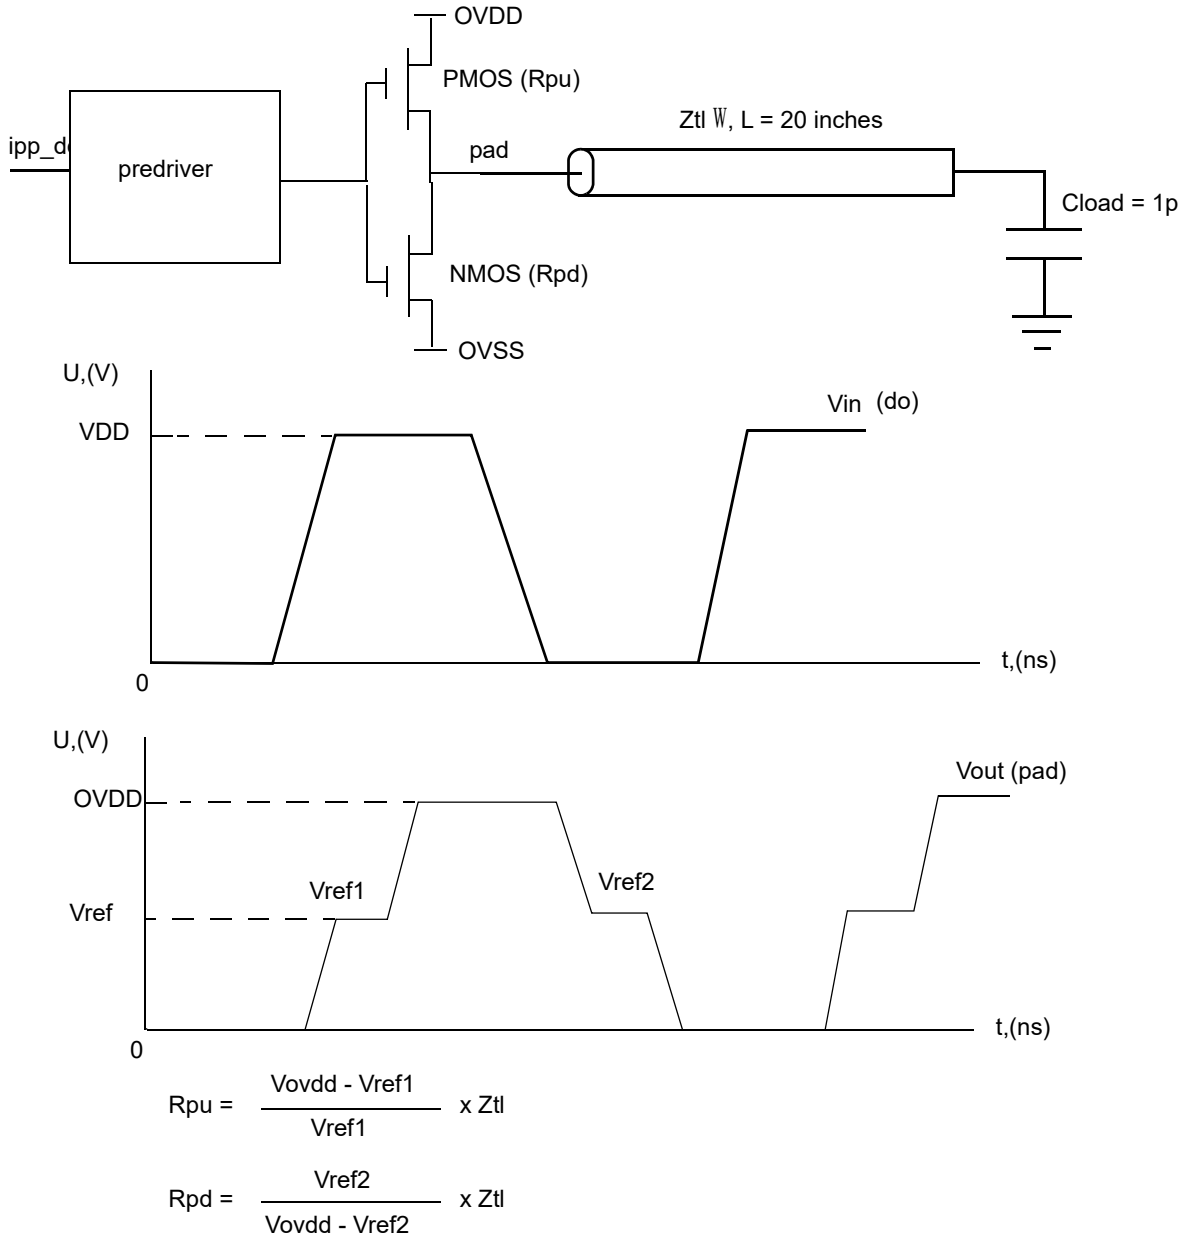 OVDD
PMOS (Rpu)
Ztl W, L = 20 inches
ipp_do
predriver
pad
Cload = 1p
NMOS (Rpd)
OVSS
U,(V)
Vin (do)
VDD
t,(ns)
0
U,(V)
Vout (pad)
OVDD
Vref1
Vref2
Vref
t,(ns)
0
Vovdd - Vref1
Rpu = x Ztl
Vref1
Vref2
Rpd = x Ztl
Vovdd - Vref2